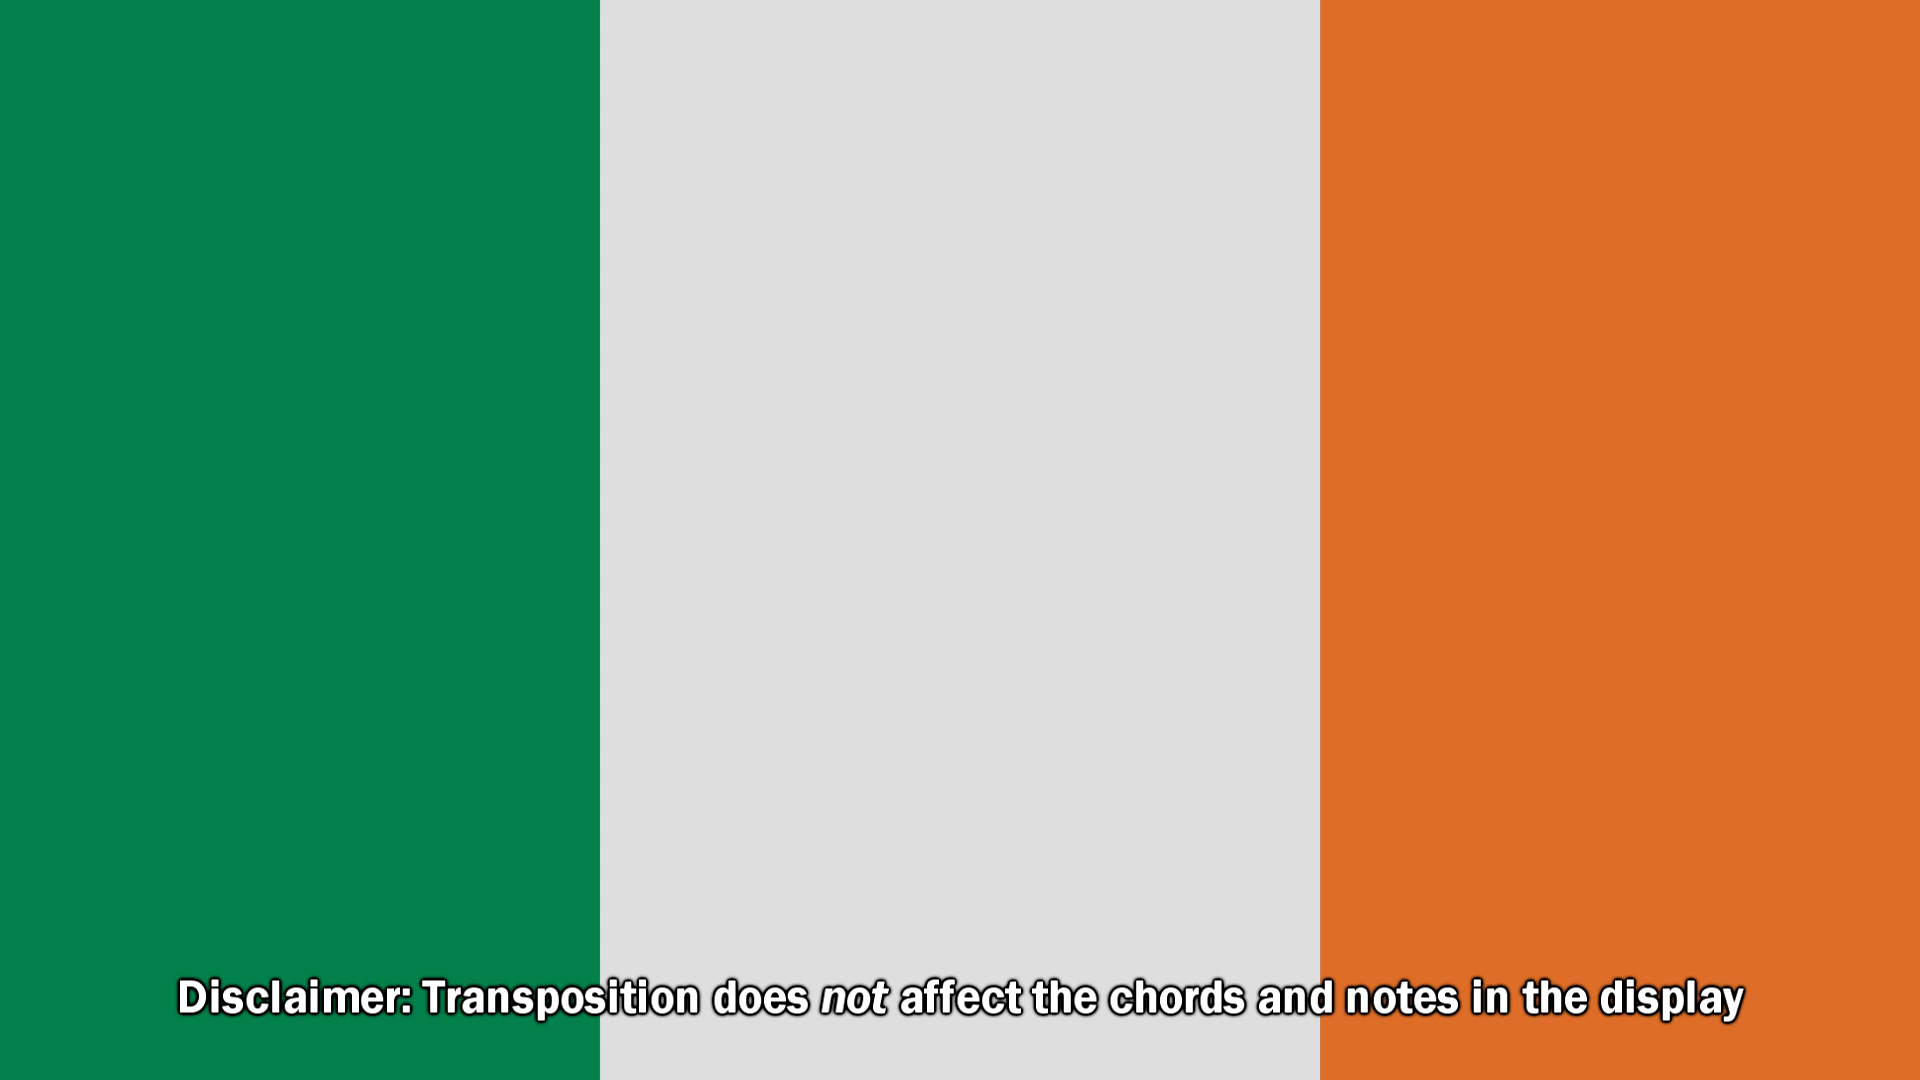 Disclaimer: Transposition does not affect the chords and notes in the display